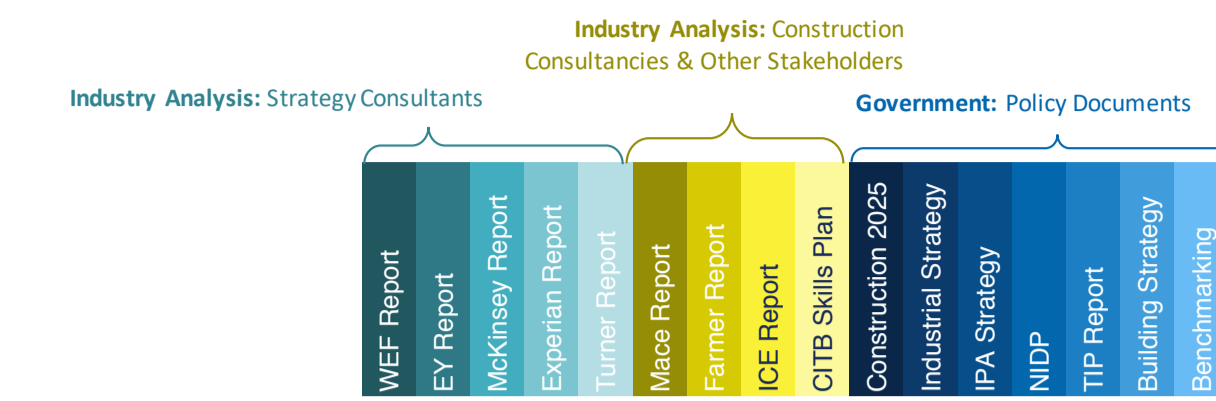 Industry Analysis: Construction
Consultancies & Other Stakeholders
Industry Analysis: Strategy Consultants
Government: Policy Documents
WEF Report
EY Report
McKinsey Report
Experian Report
Turner Report
Mace Report
Farmer Report
ICE Report
CITB Skills Plan
Construction 2025
Industrial Strategy
IPA Strategy
NIDP
TIP Report
Building Strategy
Benchmarking